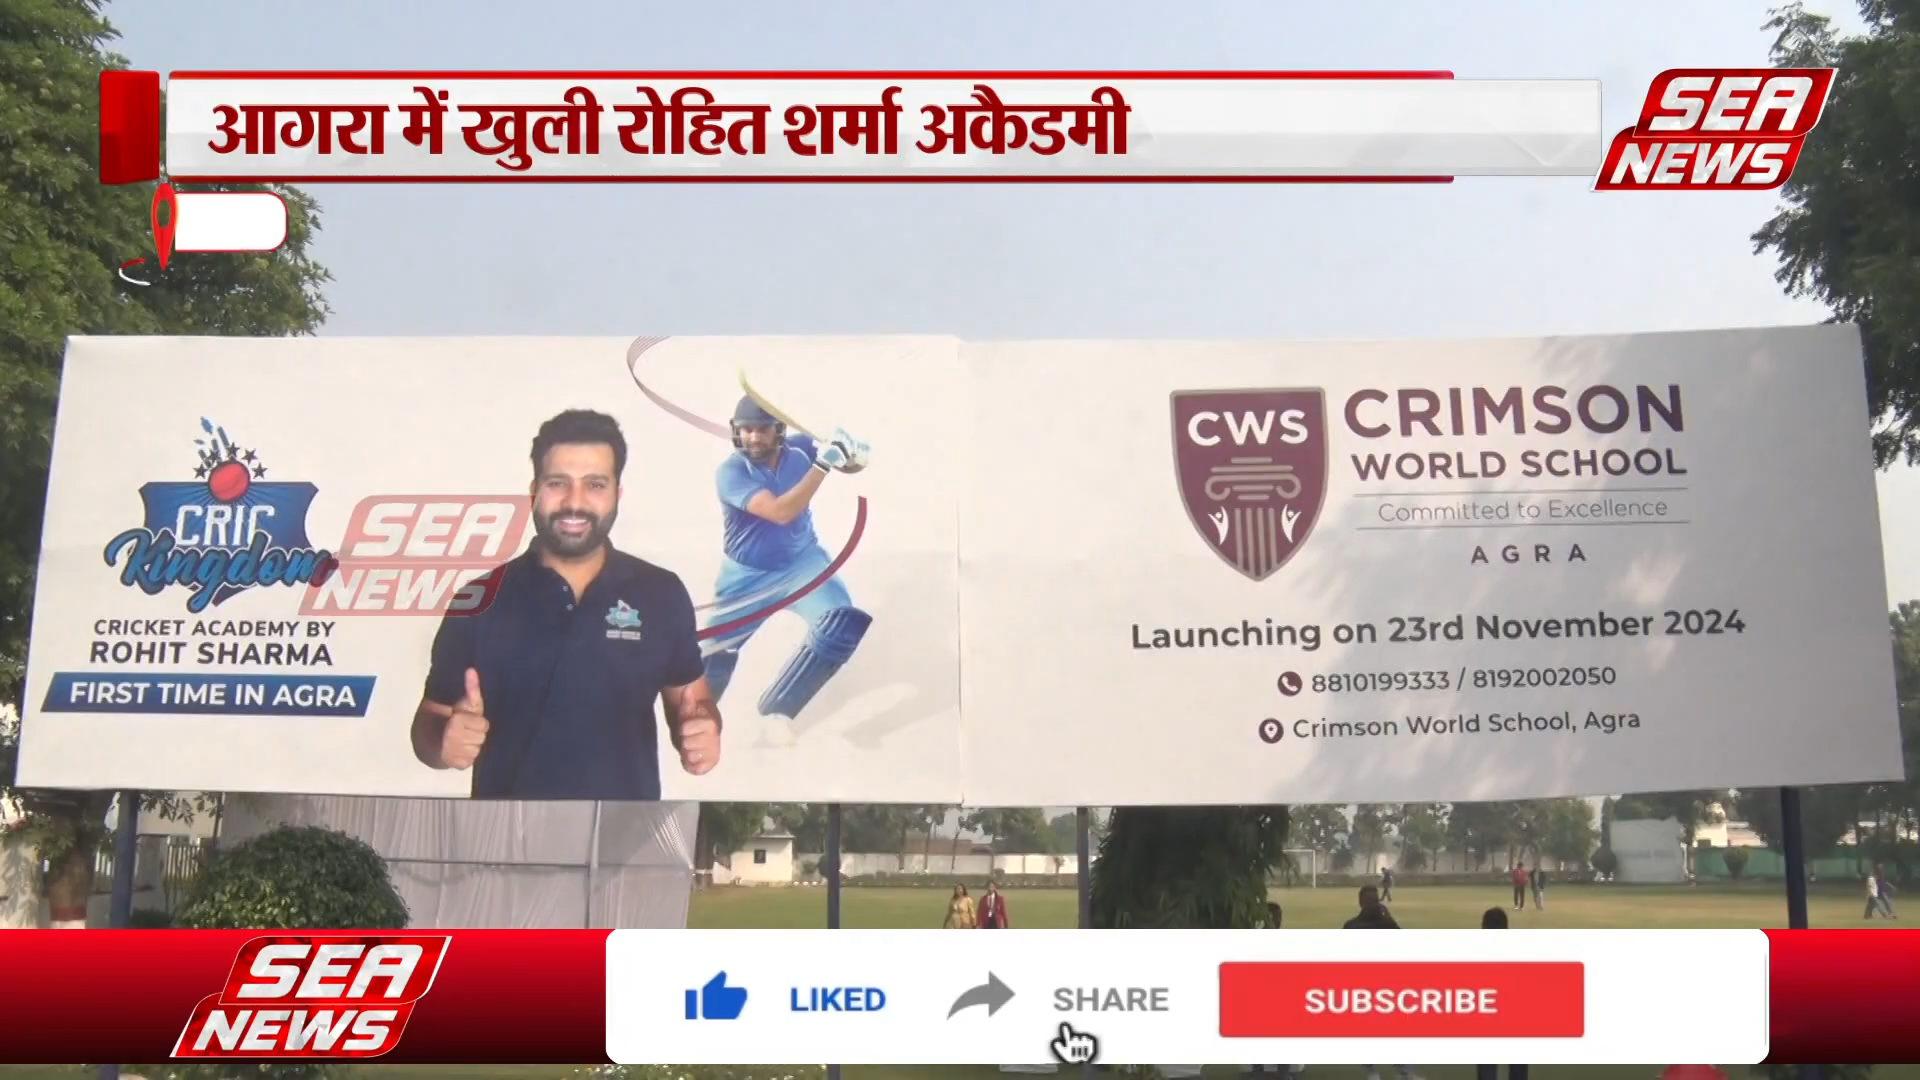 आगरा में खुली रोहित शर्मा अकैडमी
SEA
NEWS
CRIC
Kingdom
SEA
NEWS
CRICKET ACADEMY BY
ROHIT SHARMA
FIRST TIME IN AGRA
CWS
CRIMSON
WORLD SCHOOL
Committed to Excellence
AGRA
Launching on 23rd November 2024
8810199333 / 8192002050
Crimson World School, Agra
SEA
NEWS
LIKED
SHARE
SUBSCRIBE